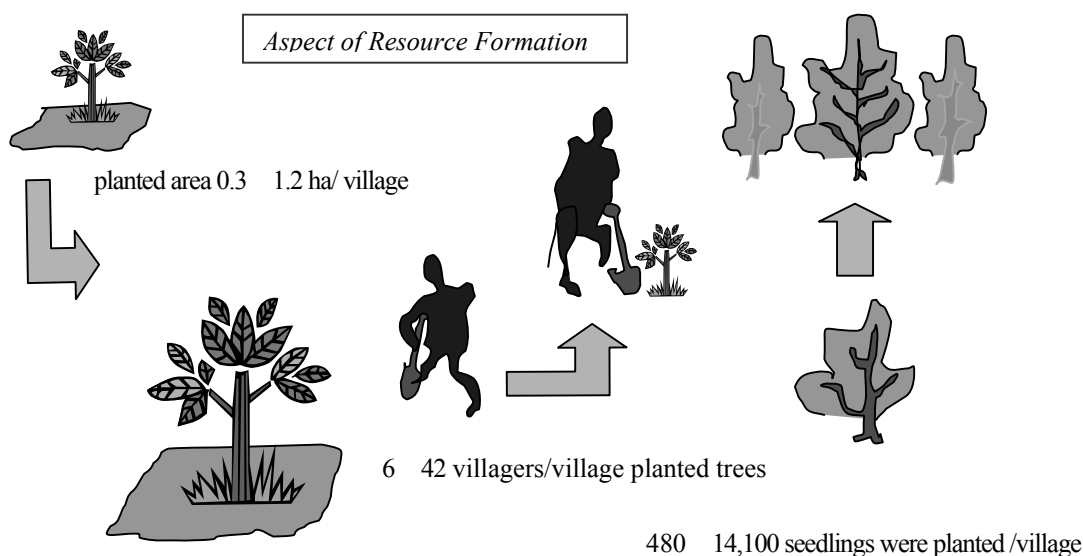 Aspect of Resource Formation
planted area 0.3 1.2 ha/ village
6 42 villagers/village planted trees
480 14,100 seedlings were planted /village